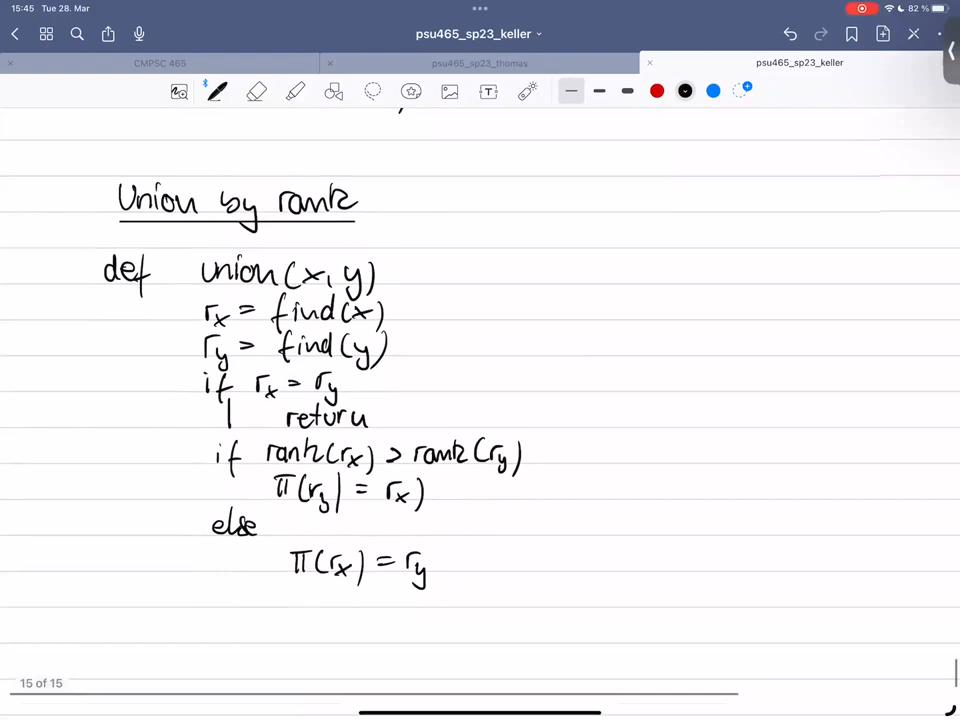 15:45 Tue 28. Mar
82 %
psu465_sp23_keller
CMPSC 465
psu465_sp23_thomas
psu465_sp23_keller
Union by rank
def union(x, y)
rx = find(x)
ry = find(y)
if rx = ry
return
if rank(rx) > rank(ry)
π(ry) = rx)
else
π(rx) = ry
15 of 15